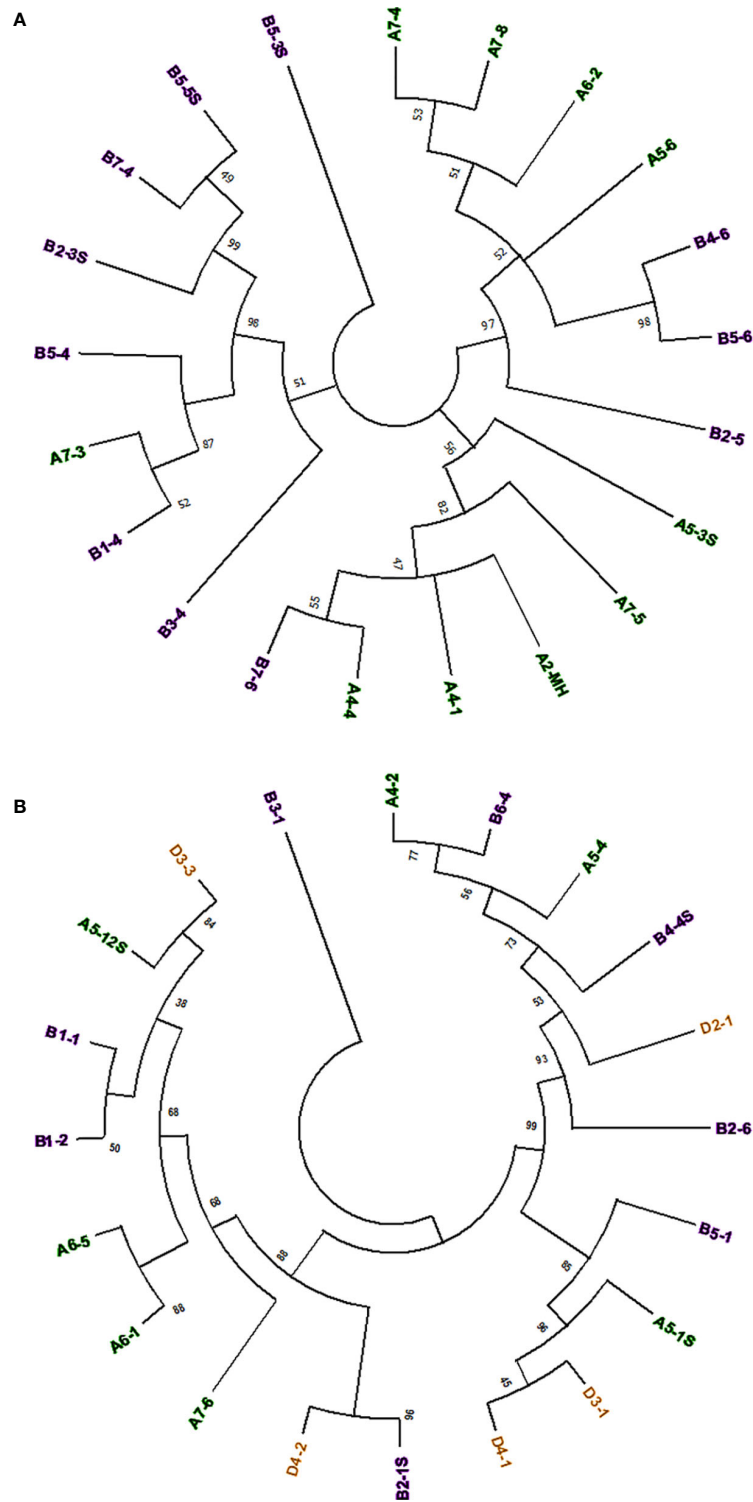 A
B5-3S
A7-4
A7-8
A6-2
A5-6
B4-6
B5-6
B2-5
A5-3S
A7-5
A2-MH
A4-1
A4-4
B7-6
B3-4
B1-4
A7-3
B5-4
B2-3S
B7-4
B5-5S
53
51
52
98
97
56
82
47
55
51
98
99
49
87
52
B
B3-1
A4-2
B6-4
A5-4
B4-4S
D2-1
B2-6
B5-1
A5-1S
D3-1
D4-1
B2-1S
D4-2
A7-6
A6-1
A6-5
B1-2
B1-1
A5-12S
D3-3
77
56
73
53
93
99
96
45
96
88
68
88
68
50
38
84